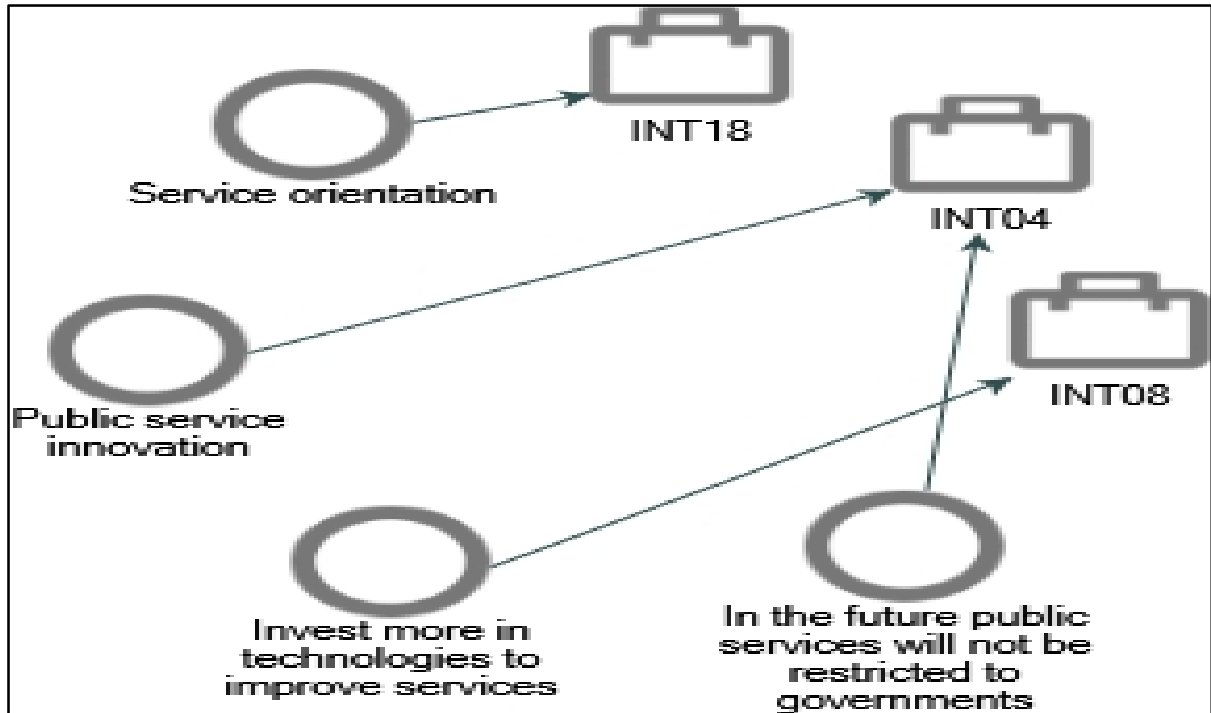 INT18
Service orientation
INT04
Public service
innovation
INT08
Invest more in
technologies to
improve services
In the future public
services will not be
restricted to
governments